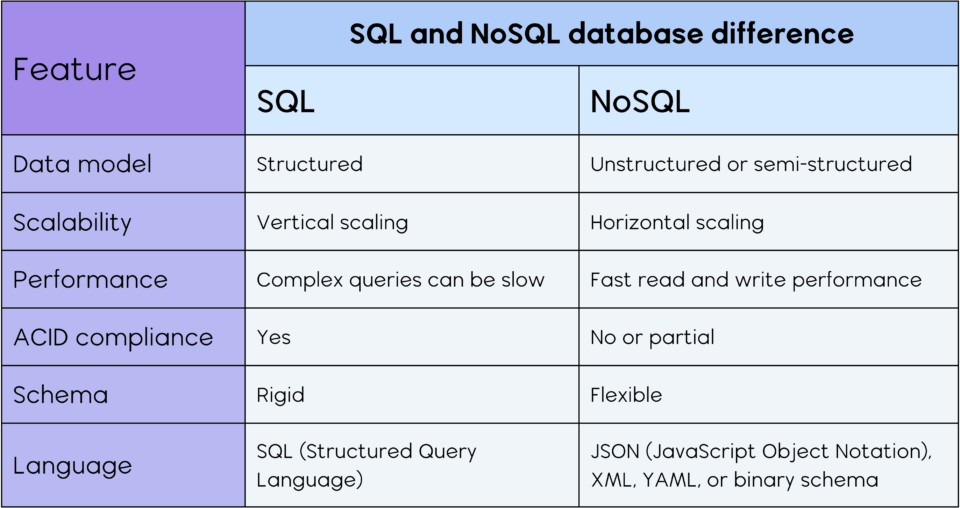 Feature
SQL and NoSQL database difference
SQL
NoSQL
Data model
Structured
Unstructured or semi-structured
Scalability
Vertical scaling
Horizontal scaling
Performance
Complex queries can be slow
Fast read and write performance
ACID compliance
Yes
No or partial
Schema
Rigid
Flexible
Language
SQL (Structured Query
Language)
JSON (JavaScript Object Notation),
XML, YAML, or binary schema